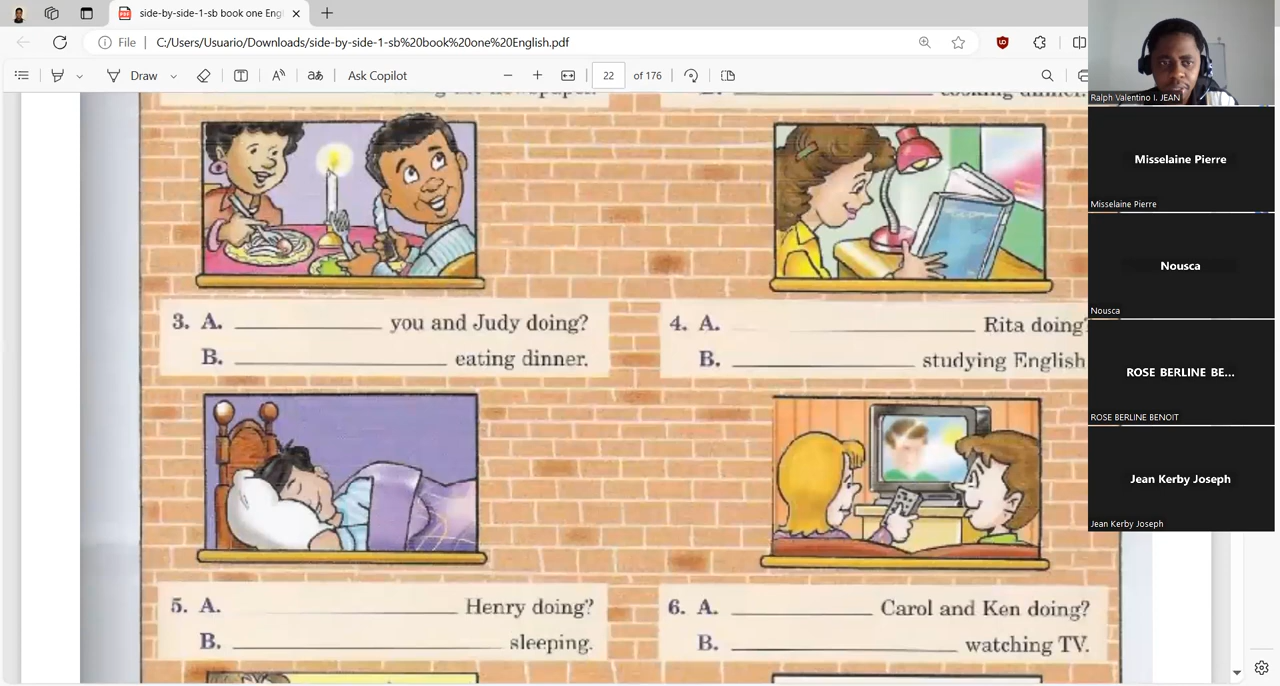 side-by-side-1-sb book one Eng
File C:/Users/Usuario/Downloads/side-by-side-1-sb%20book%20one%20English.pdf
Draw
Ask Copilot
22 of 176
newspaper.
B. cooking dinner.
3. A. ____________ you and Judy doing?
B. ____________ eating dinner.
4. A. ____________ Rita doing?
B. ____________ studying English
5. A. ____________ Henry doing?
B. ____________ sleeping.
6. A. ____________ Carol and Ken doing?
B. ____________ watching TV.
Ralph Valentino I. JEAN
Misselaine Pierre
Misselaine Pierre
Nousca
Nousca
ROSE BERLINE BE...
ROSE BERLINE BENOIT
Jean Kerby Joseph
Jean Kerby Joseph